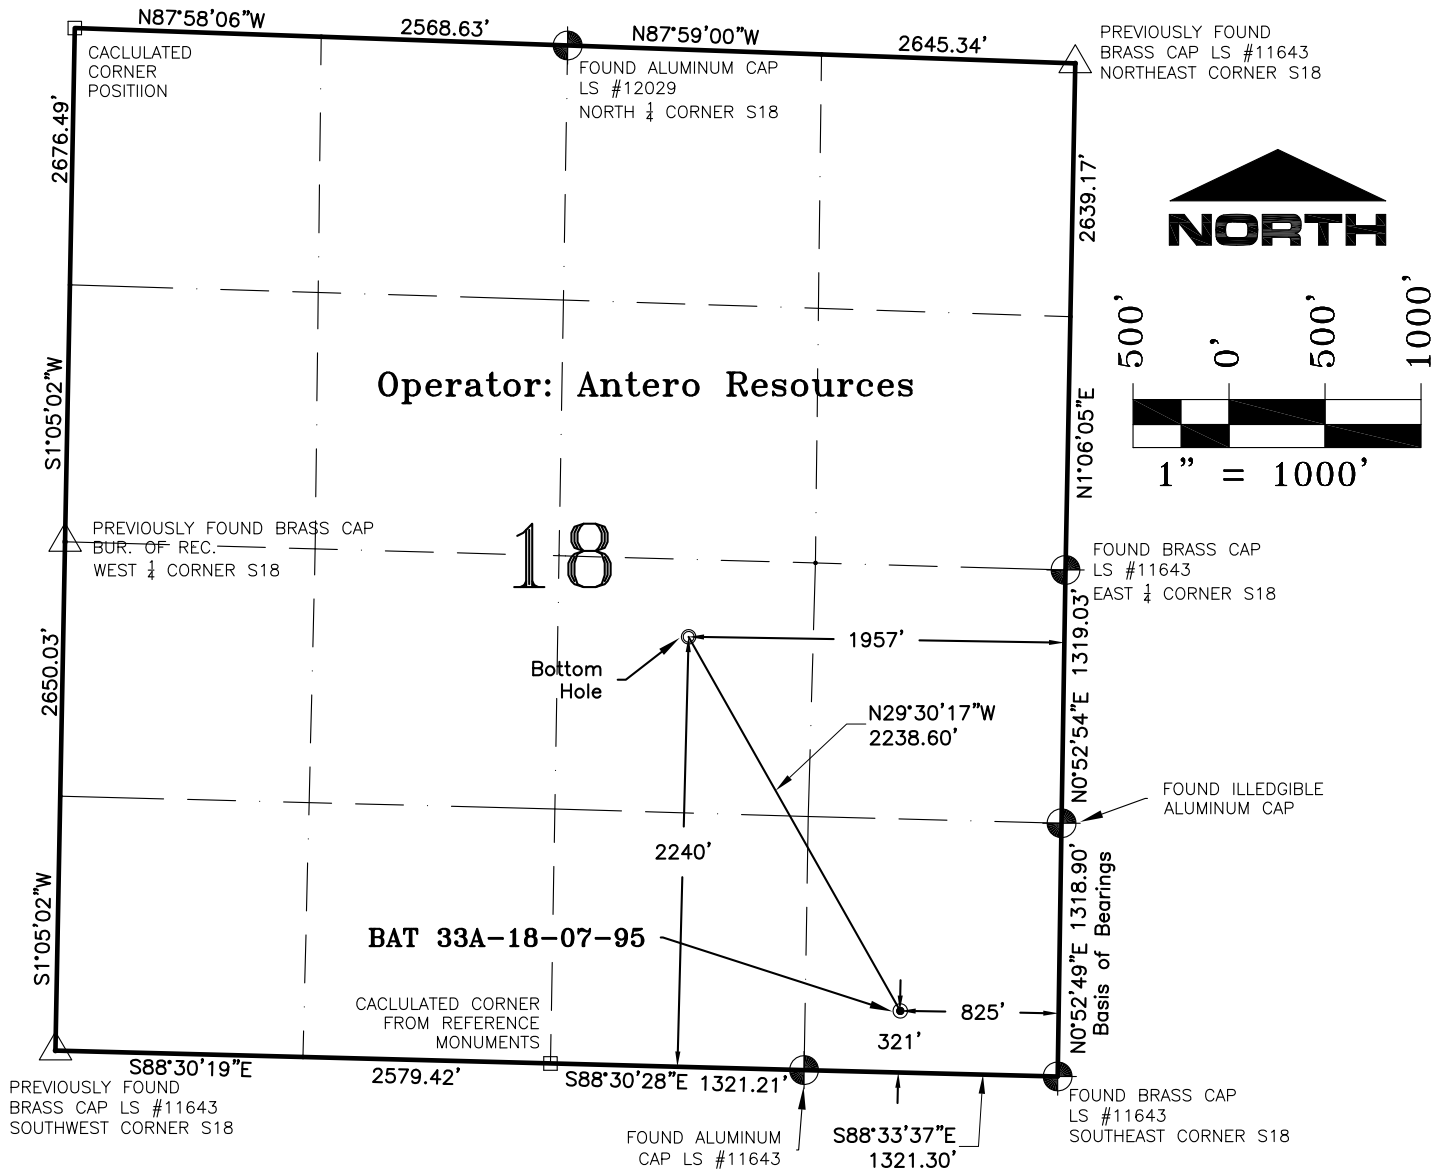 N87°58'06"W
2568.63'
N87°59'00"W
2645.34'
PREVIOUSLY FOUND
BRASS CAP LS #11643
NORTHEAST CORNER S18
CACLULATED
CORNER
POSITIION
FOUND ALUMINUM CAP
LS #12029
NORTH 1/4 CORNER S18
2676.49'
2639.17'
NORTH
500'
0'
500'
1000'
1" = 1000'
Operator: Antero Resources
S1°05'02"W
N1°06'05"E
18
PREVIOUSLY FOUND BRASS CAP
BUR. OF REC.
WEST 1/4 CORNER S18
FOUND BRASS CAP
LS #11643
EAST 1/4 CORNER S18
1957'
Bottom
Hole
2650.03'
N0°52'54"E 1319.03'
N29°30'17"W
2238.60'
FOUND ILLEDGIBLE
ALUMINUM CAP
2240'
S1°05'02"W
N0°52'49"E 1318.90'
Basis of Bearings
BAT 33A-18-07-95
CACLULATED CORNER
FROM REFERENCE
MONUMENTS
825'
321'
S88°30'19"E
2579.42'
S88°30'28"E 1321.21'
PREVIOUSLY FOUND
BRASS CAP LS #11643
SOUTHWEST CORNER S18
FOUND ALUMINUM
CAP LS #11643
S88°33'37"E
1321.30'
FOUND BRASS CAP
LS #11643
SOUTHEAST CORNER S18